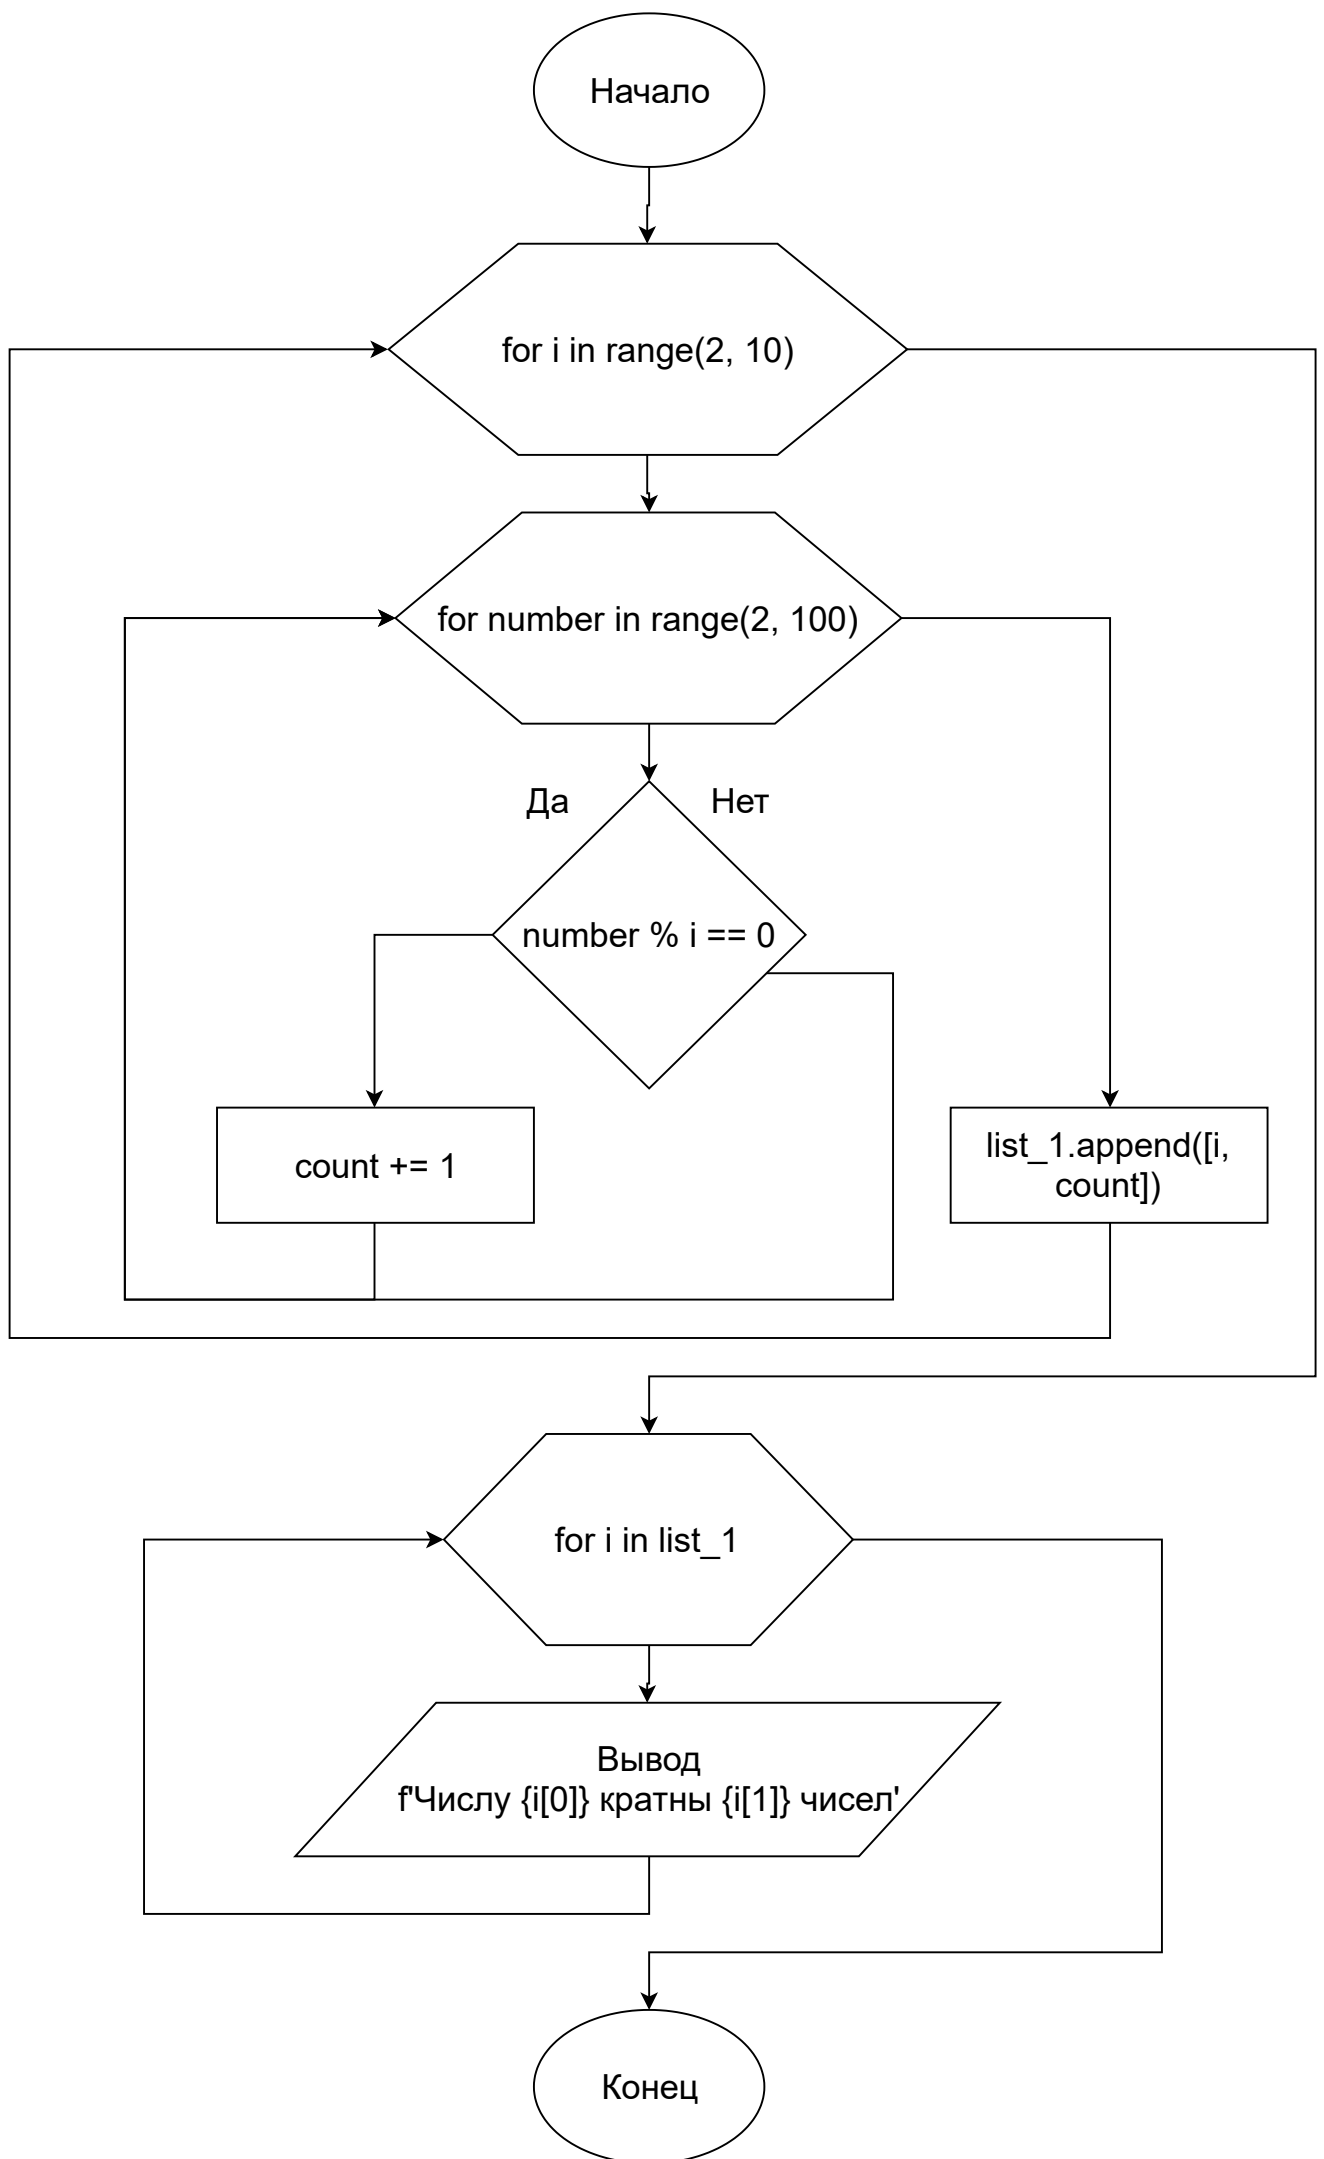 Начало
for i in range(2, 10)
for number in range(2, 100)
Да
Нет
number % i == 0
count += 1
list_1.append([i,
count])
for i in list_1
Вывод
f'Числу {i[0]} кратны {i[1]} чисел'
Конец